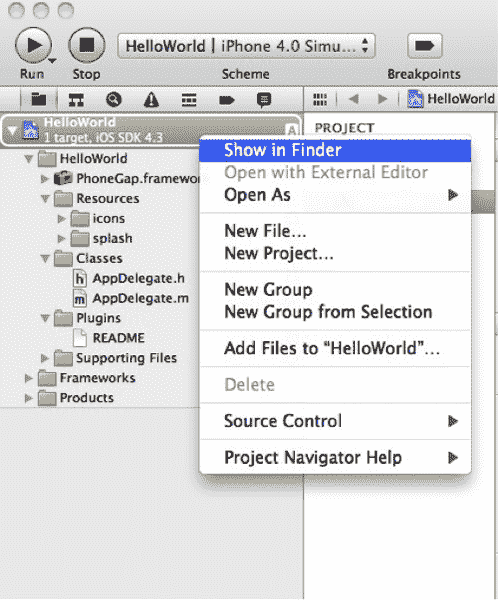 HelloWorld | iPhone 4.0 Simu...
Run
Stop
Scheme
Breakpoints
HelloWorld
HelloWorld
1 target, iOS SDK 4.3
A
PROJECT
HelloWorld
PhoneGap.framewo
Resources
icons
splash
Classes
h AppDelegate.h
m AppDelegate.m
Plugins
README
Supporting Files
Frameworks
Products
Show in Finder
Open with External Editor
Open As
New File...
New Project...
New Group
New Group from Selection
Add Files to “HelloWorld”...
Delete
Source Control
Project Navigator Help